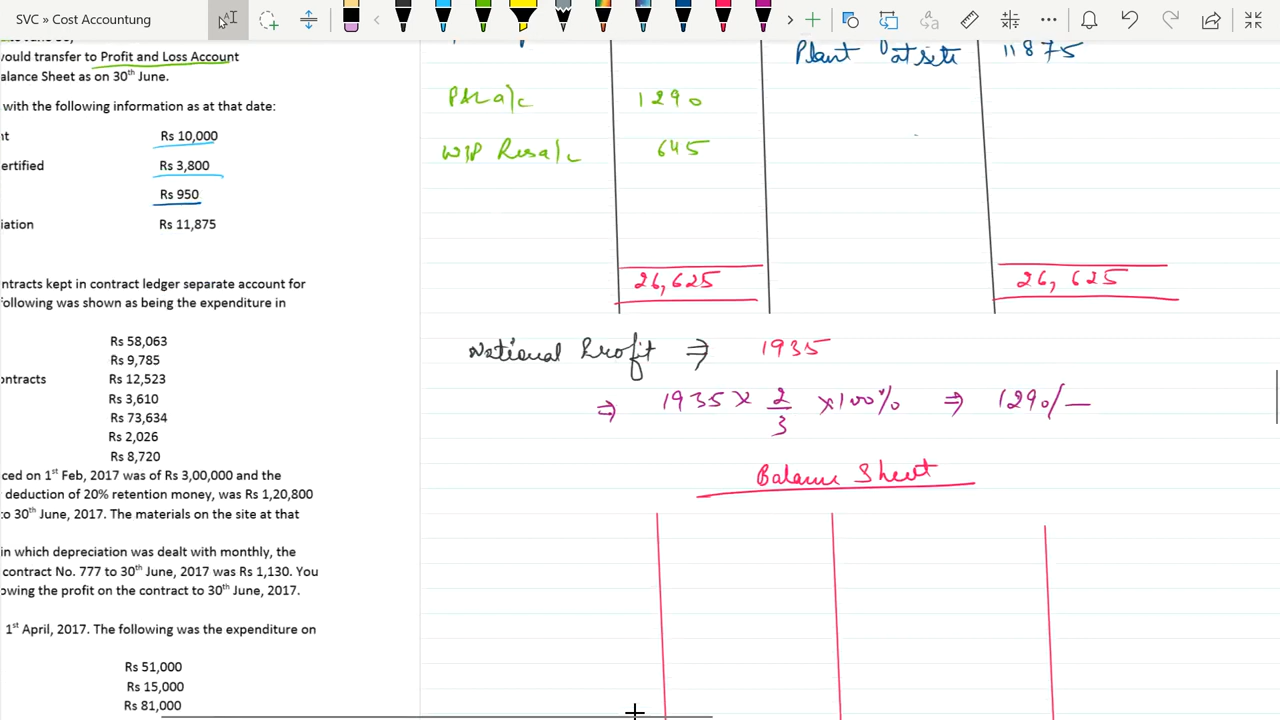 SVC > Cost Accountung
would transfer to Profit and Loss Account
alance Sheet as on 30th June.
with the following information as at that date:
nt Rs 10,000
ertified Rs 3,800
Rs 950
iation Rs 11,875
ntracts kept in contract ledger separate account for
following was shown as being the expenditure in
Rs 58,063
Rs 9,785
ontracts Rs 12,523
Rs 3,610
Rs 73,634
Rs 2,026
Rs 8,720
ced on 1st Feb, 2017 was of Rs 3,00,000 and the
deduction of 20% retention money, was Rs 1,20,800
to 30th June, 2017. The materials on the site at that
in which depreciation was dealt with monthly, the
contract No. 777 to 30th June, 2017 was Rs 1,130. You
owing the profit on the contract to 30th June, 2017.
1st April, 2017. The following was the expenditure on
Rs 51,000
Rs 15,000
Rs 81,000
Plant at site 11875
P&L a/c 1290
WIP Res a/c 645
26,625 26,625
Notional Profit ⇒ 1935
⇒ 1935 × 2/3 × 100% ⇒ 1290/—
Balance Sheet